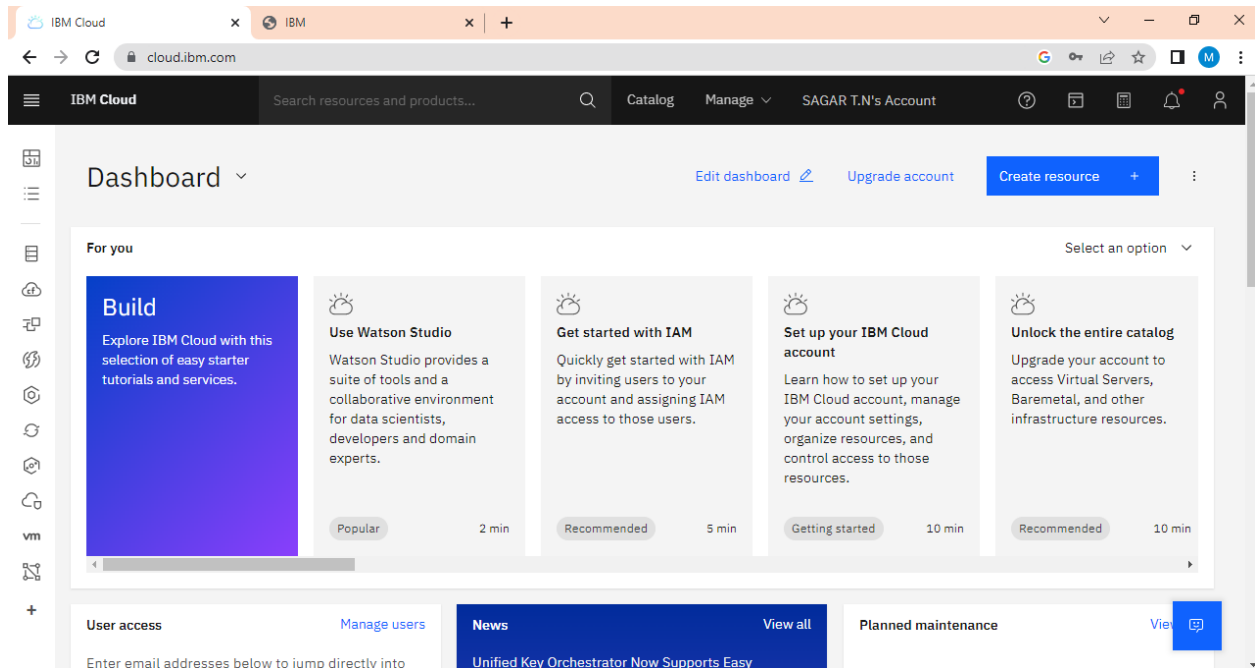 IBM Cloud
IBM
cloud.ibm.com
M
IBM Cloud
Search resources and products...
Catalog
Manage
SAGAR T.N's Account
Dashboard
Edit dashboard
Upgrade account
Create resource +
For you
Select an option
Build
Explore IBM Cloud with this
selection of easy starter
tutorials and services.
Use Watson Studio
Watson Studio provides a
suite of tools and a
collaborative environment
for data scientists,
developers and domain
experts.
Popular
2 min
Get started with IAM
Quickly get started with IAM
by inviting users to your
account and assigning IAM
access to those users.
Recommended
5 min
Set up your IBM Cloud
account
Learn how to set up your
IBM Cloud account, manage
your account settings,
organize resources, and
control access to those
resources.
Getting started
10 min
Unlock the entire catalog
Upgrade your account to
access Virtual Servers,
Baremetal, and other
infrastructure resources.
Recommended
10 min
vm
User access
Manage users
Enter email addresses below to jump directly into
News
View all
Unified Key Orchestrator Now Supports Easy
Planned maintenance